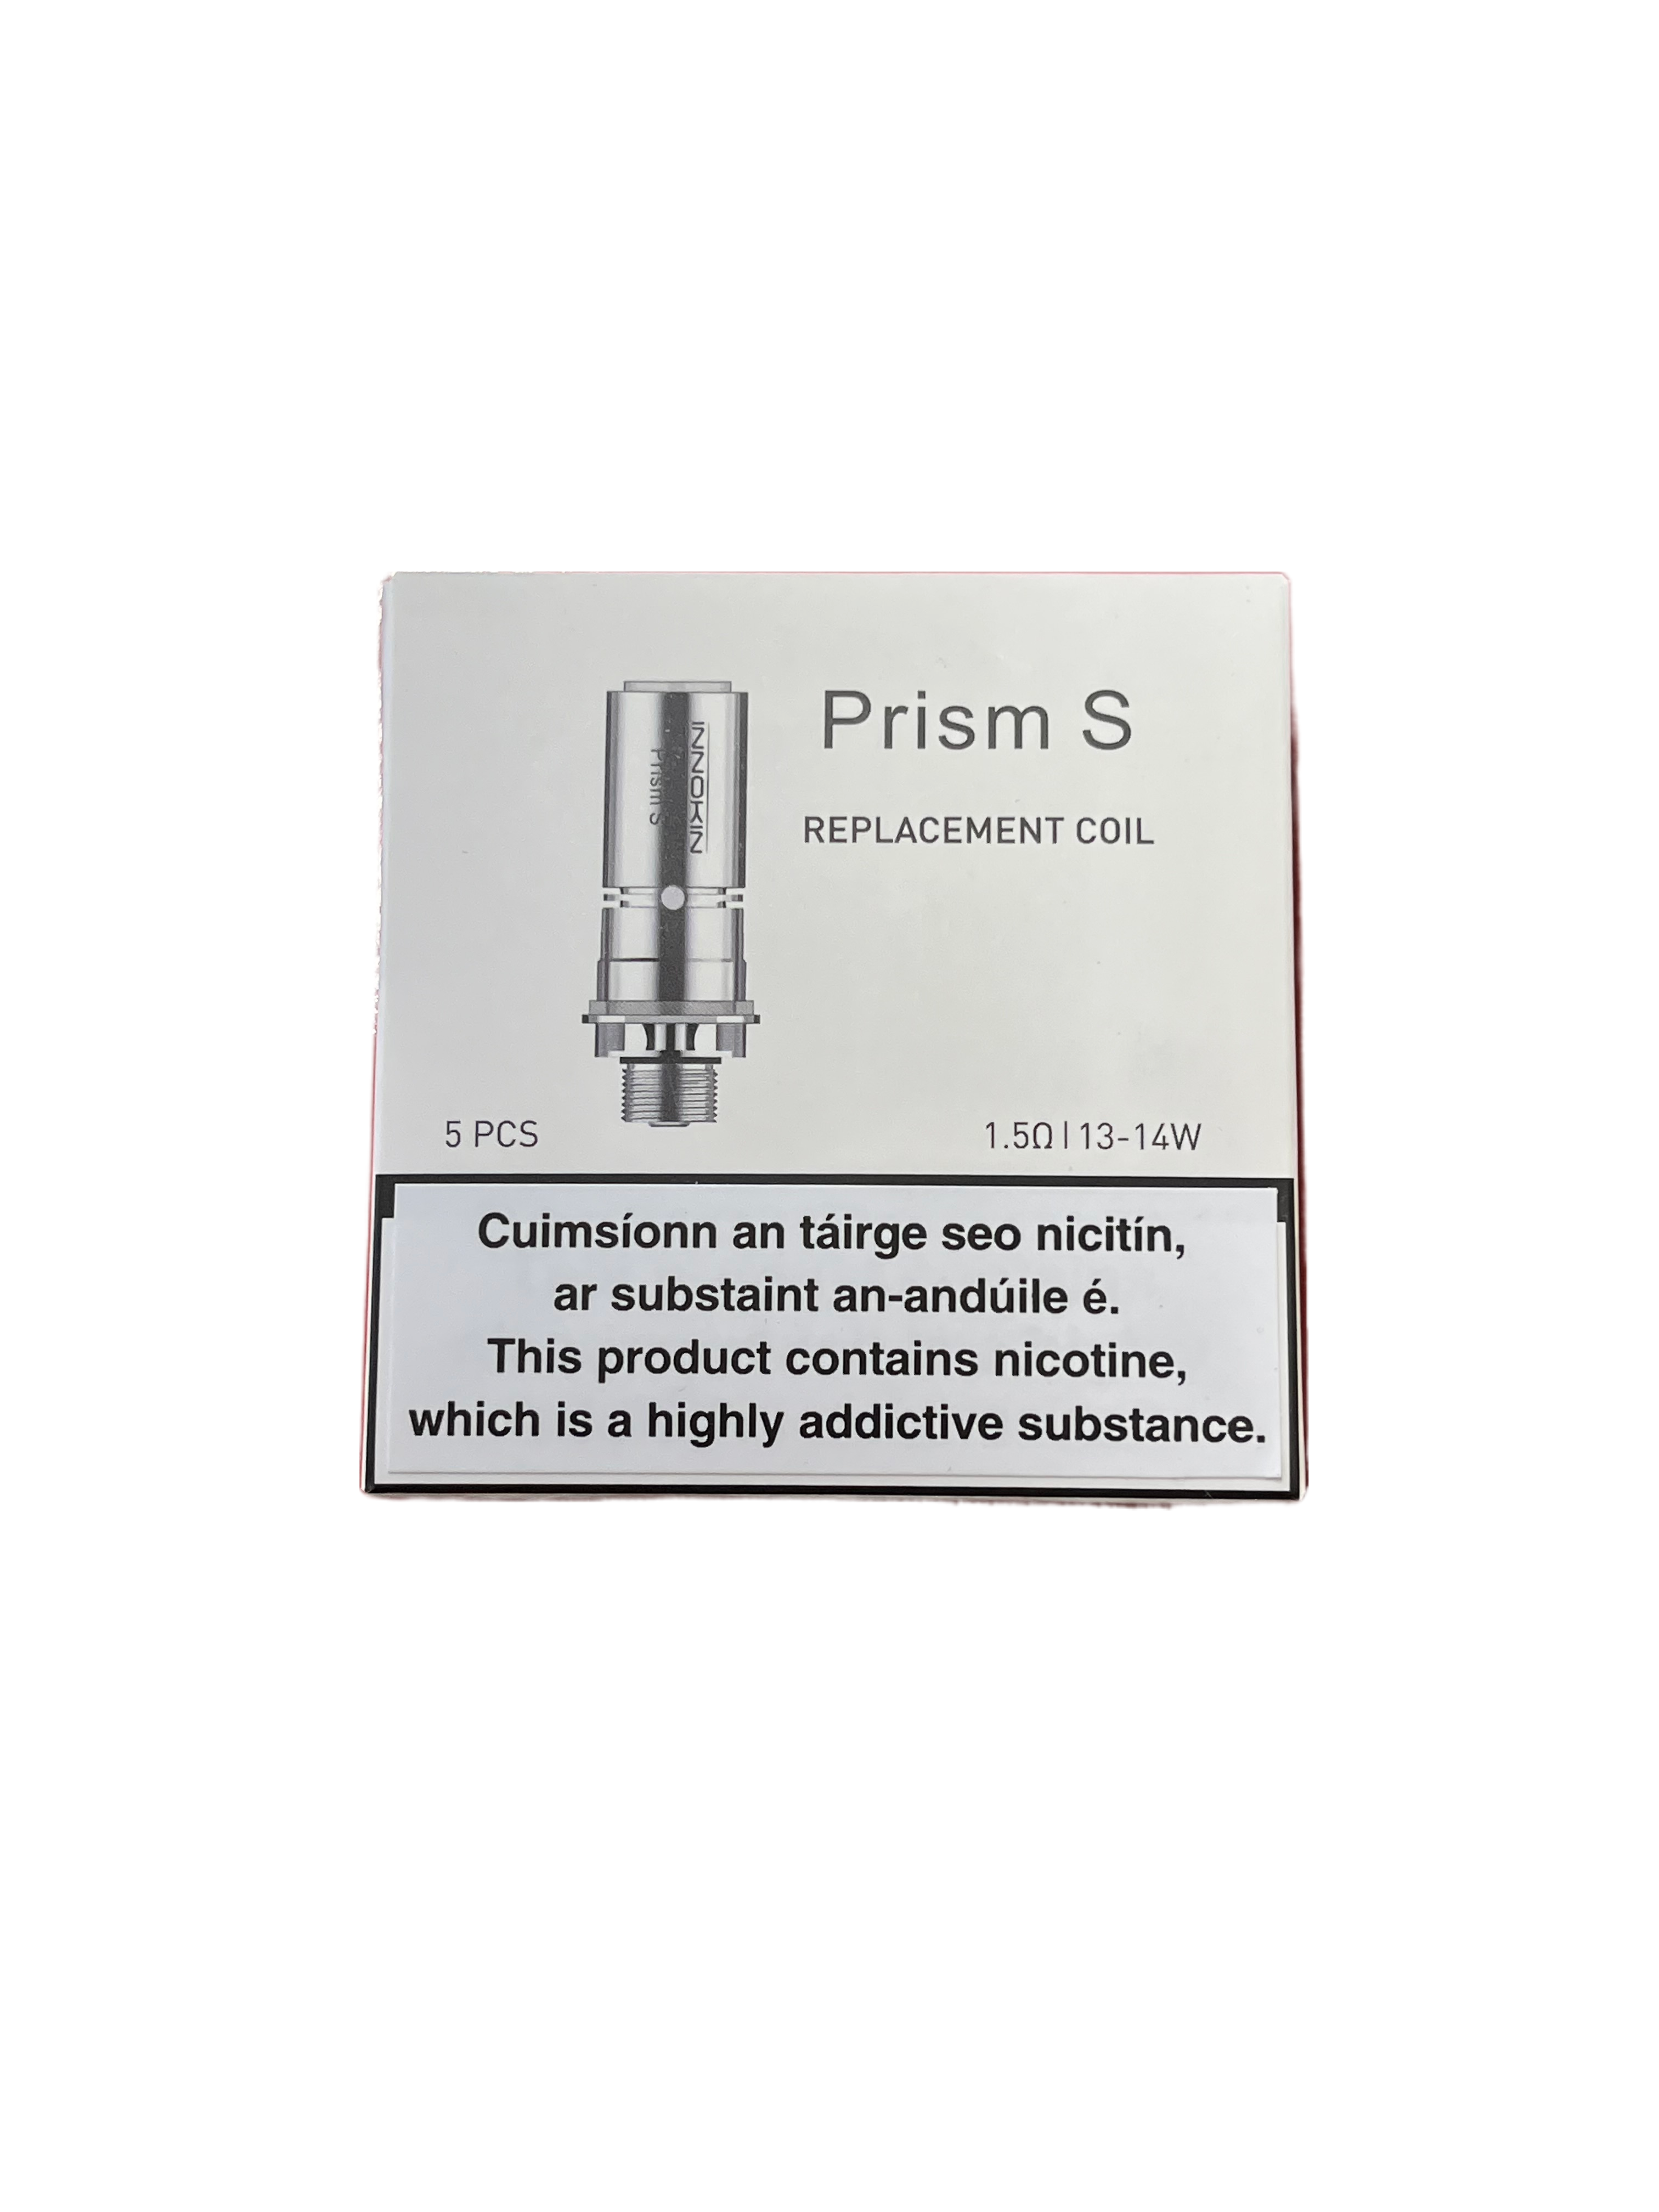 Prism S
REPLACEMENT COIL
INNOKIN
Prism S
5 PCS
1.5Ω | 13-14W
Cuimsíonn an táirge seo nicitín,
ar substaint an-andúile é.
This product contains nicotine,
which is a highly addictive substance.